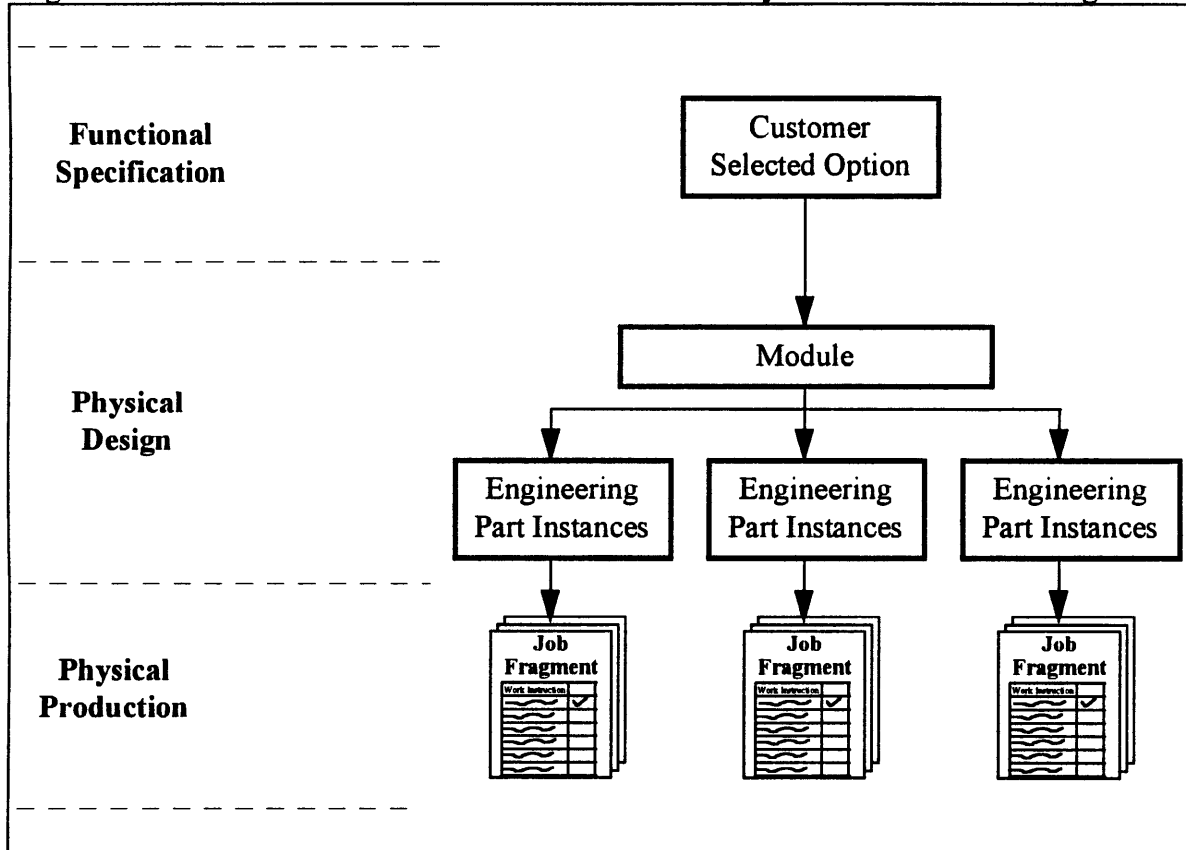 Functional
Specification
Customer
Selected Option
Physical
Design
Module
Engineering
Part Instances
Engineering
Part Instances
Engineering
Part Instances
Physical
Production
Job
Fragment
Work Instruction
Job
Fragment
Work Instruction
Job
Fragment
Work Instruction